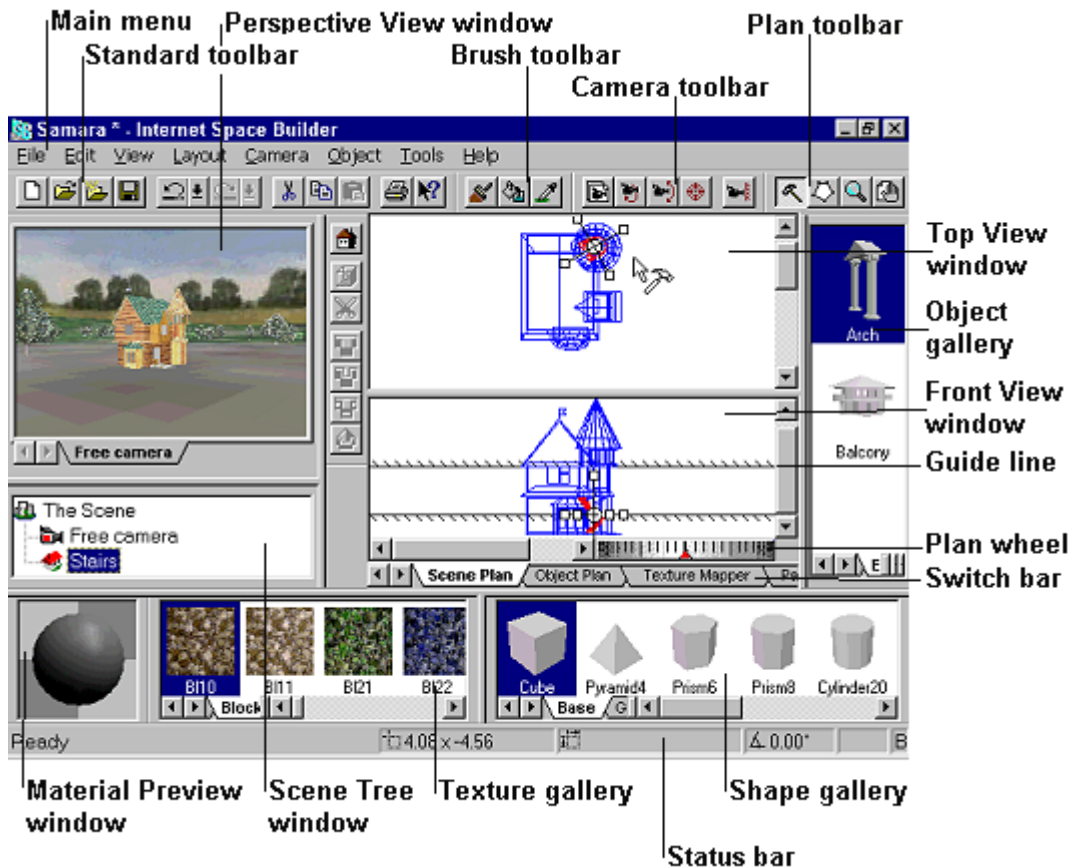 Main menu
Perspective View window
Plan toolbar
Standard toolbar
Brush toolbar
Camera toolbar
Samara * - Internet Space Builder
File Edit View Layout Camera Object Tools Help
Top View
window
Arch
Object
gallery
Front View
window
Free camera
Balcony
Guide line
The Scene
Free camera
Stairs
Plan wheel
Scene Plan Object Plan Texture Mapper Pa
E
Switch bar
Bl10 Bl11 Bl21 Bl22
Cube Pyramid4 Prism6 Prism8 Cylinder20
Block
Base G
Ready 4.08 x -4.56 0.00° B
Material Preview
window
Scene Tree
window
Texture gallery
Shape gallery
Status bar